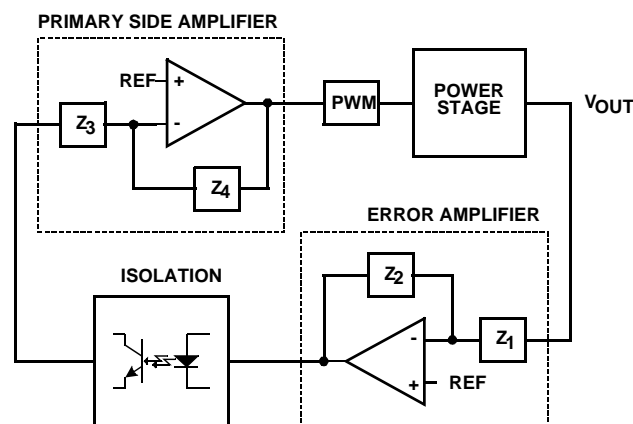 PRIMARY SIDE AMPLIFIER
REF
+
-
Z3
Z4
PWM
POWER
STAGE
VOUT
ERROR AMPLIFIER
ISOLATION
Z2
-
Z1
+
REF